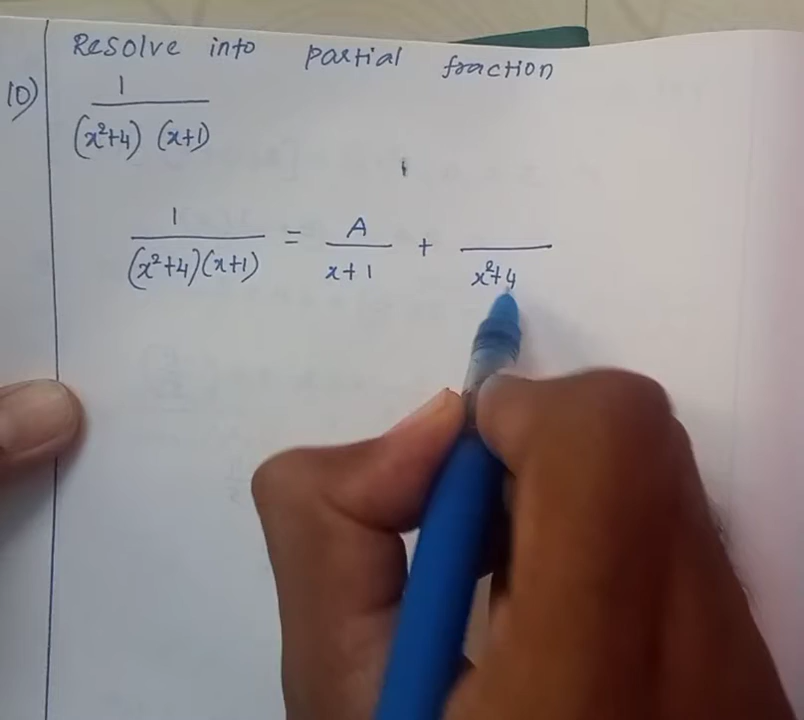 Resolve into partial fraction
10) 1
(x²+4) (x+1)
1 / (x²+4)(x+1) = A / x+1 + / x²+4